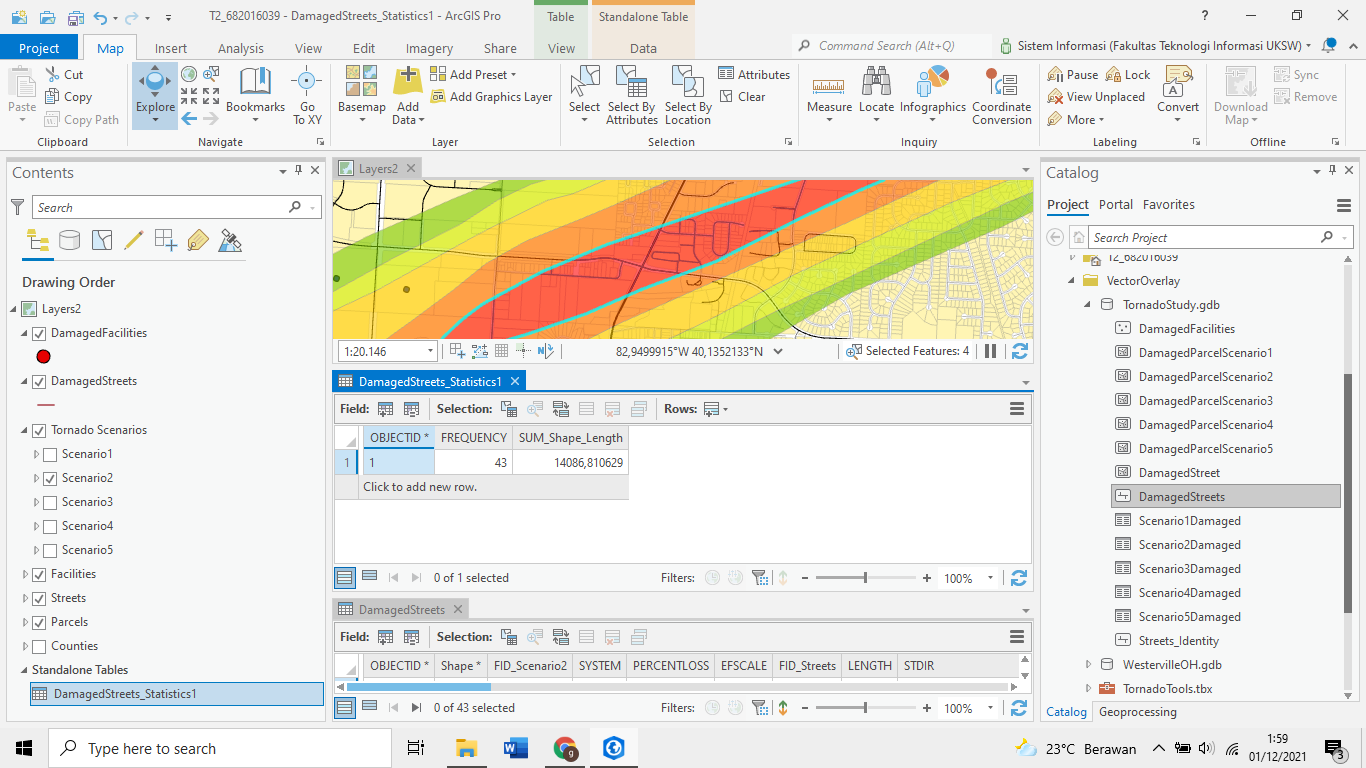 T2_682016039 - DamagedStreets_Statistics1 - ArcGIS Pro
Table
Standalone Table
?
Project
Map
Insert
Analysis
View
Edit
Imagery
Share
View
Data
Command Search (Alt+Q)
Sistem Informasi (Fakultas Teknologi Informasi UKSW)
Paste
Cut
Copy
Copy Path
Clipboard
Explore
Bookmarks
Go
To XY
Navigate
Basemap
Add
Data
Add Preset
Add Graphics Layer
Layer
Select
Select By
Attributes
Select By
Location
Attributes
Clear
Selection
Measure
Locate
Infographics
Coordinate
Conversion
Inquiry
Pause
Lock
View Unplaced
More
Convert
Labeling
Download
Map
Sync
Remove
Offline
Contents
Search
Drawing Order
Layers2
DamagedFacilities
DamagedStreets
Tornado Scenarios
Scenario1
Scenario2
Scenario3
Scenario4
Scenario5
Facilities
Streets
Parcels
Counties
Standalone Tables
DamagedStreets_Statistics1
Layers2
1:20.146
82,9499915°W 40,1352133°N
Selected Features: 4
DamagedStreets_Statistics1
Field:
Selection:
Rows:
OBJECTID *
FREQUENCY
SUM_Shape_Length
1
1
43
14086,810629
Click to add new row.
0 of 1 selected
Filters:
100%
DamagedStreets
Field:
Selection:
OBJECTID *
Shape *
FID_Scenario2
SYSTEM
PERCENTLOSS
EFSCALE
FID_Streets
LENGTH
STDIR
0 of 43 selected
Filters:
100%
Catalog
Project
Portal
Favorites
Search Project
T2_682016039
VectorOverlay
TornadoStudy.gdb
DamagedFacilities
DamagedParcelScenario1
DamagedParcelScenario2
DamagedParcelScenario3
DamagedParcelScenario4
DamagedParcelScenario5
DamagedStreet
DamagedStreets
Scenario1Damaged
Scenario2Damaged
Scenario3Damaged
Scenario4Damaged
Scenario5Damaged
Streets_Identity
WestervilleOH.gdb
TornadoTools.tbx
Catalog
Geoprocessing
Type here to search
23°C Berawan
1:59
01/12/2021
3